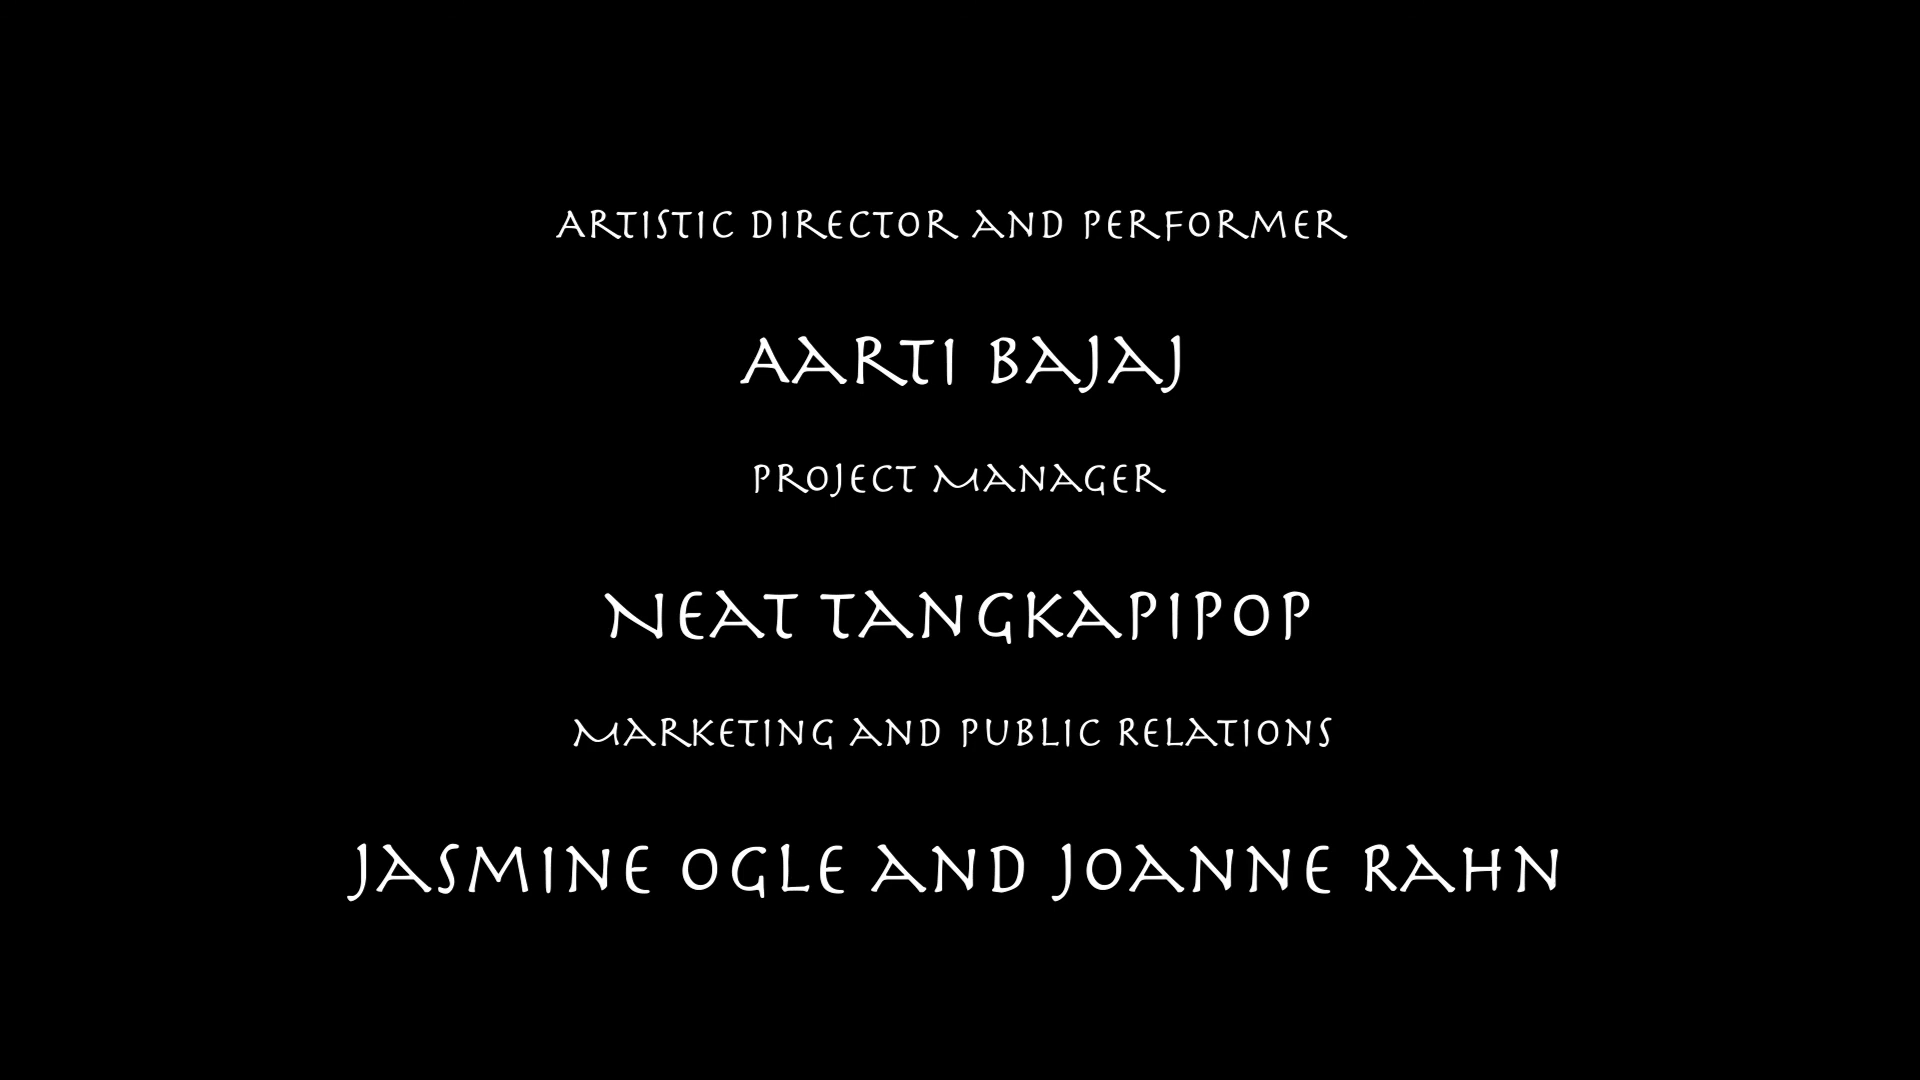 Artistic Director and Performer
Aarti Bajaj
Project Manager
Neat Tangkapipop
Marketing and Public Relations
Jasmine Ogle and Joanne Rahn